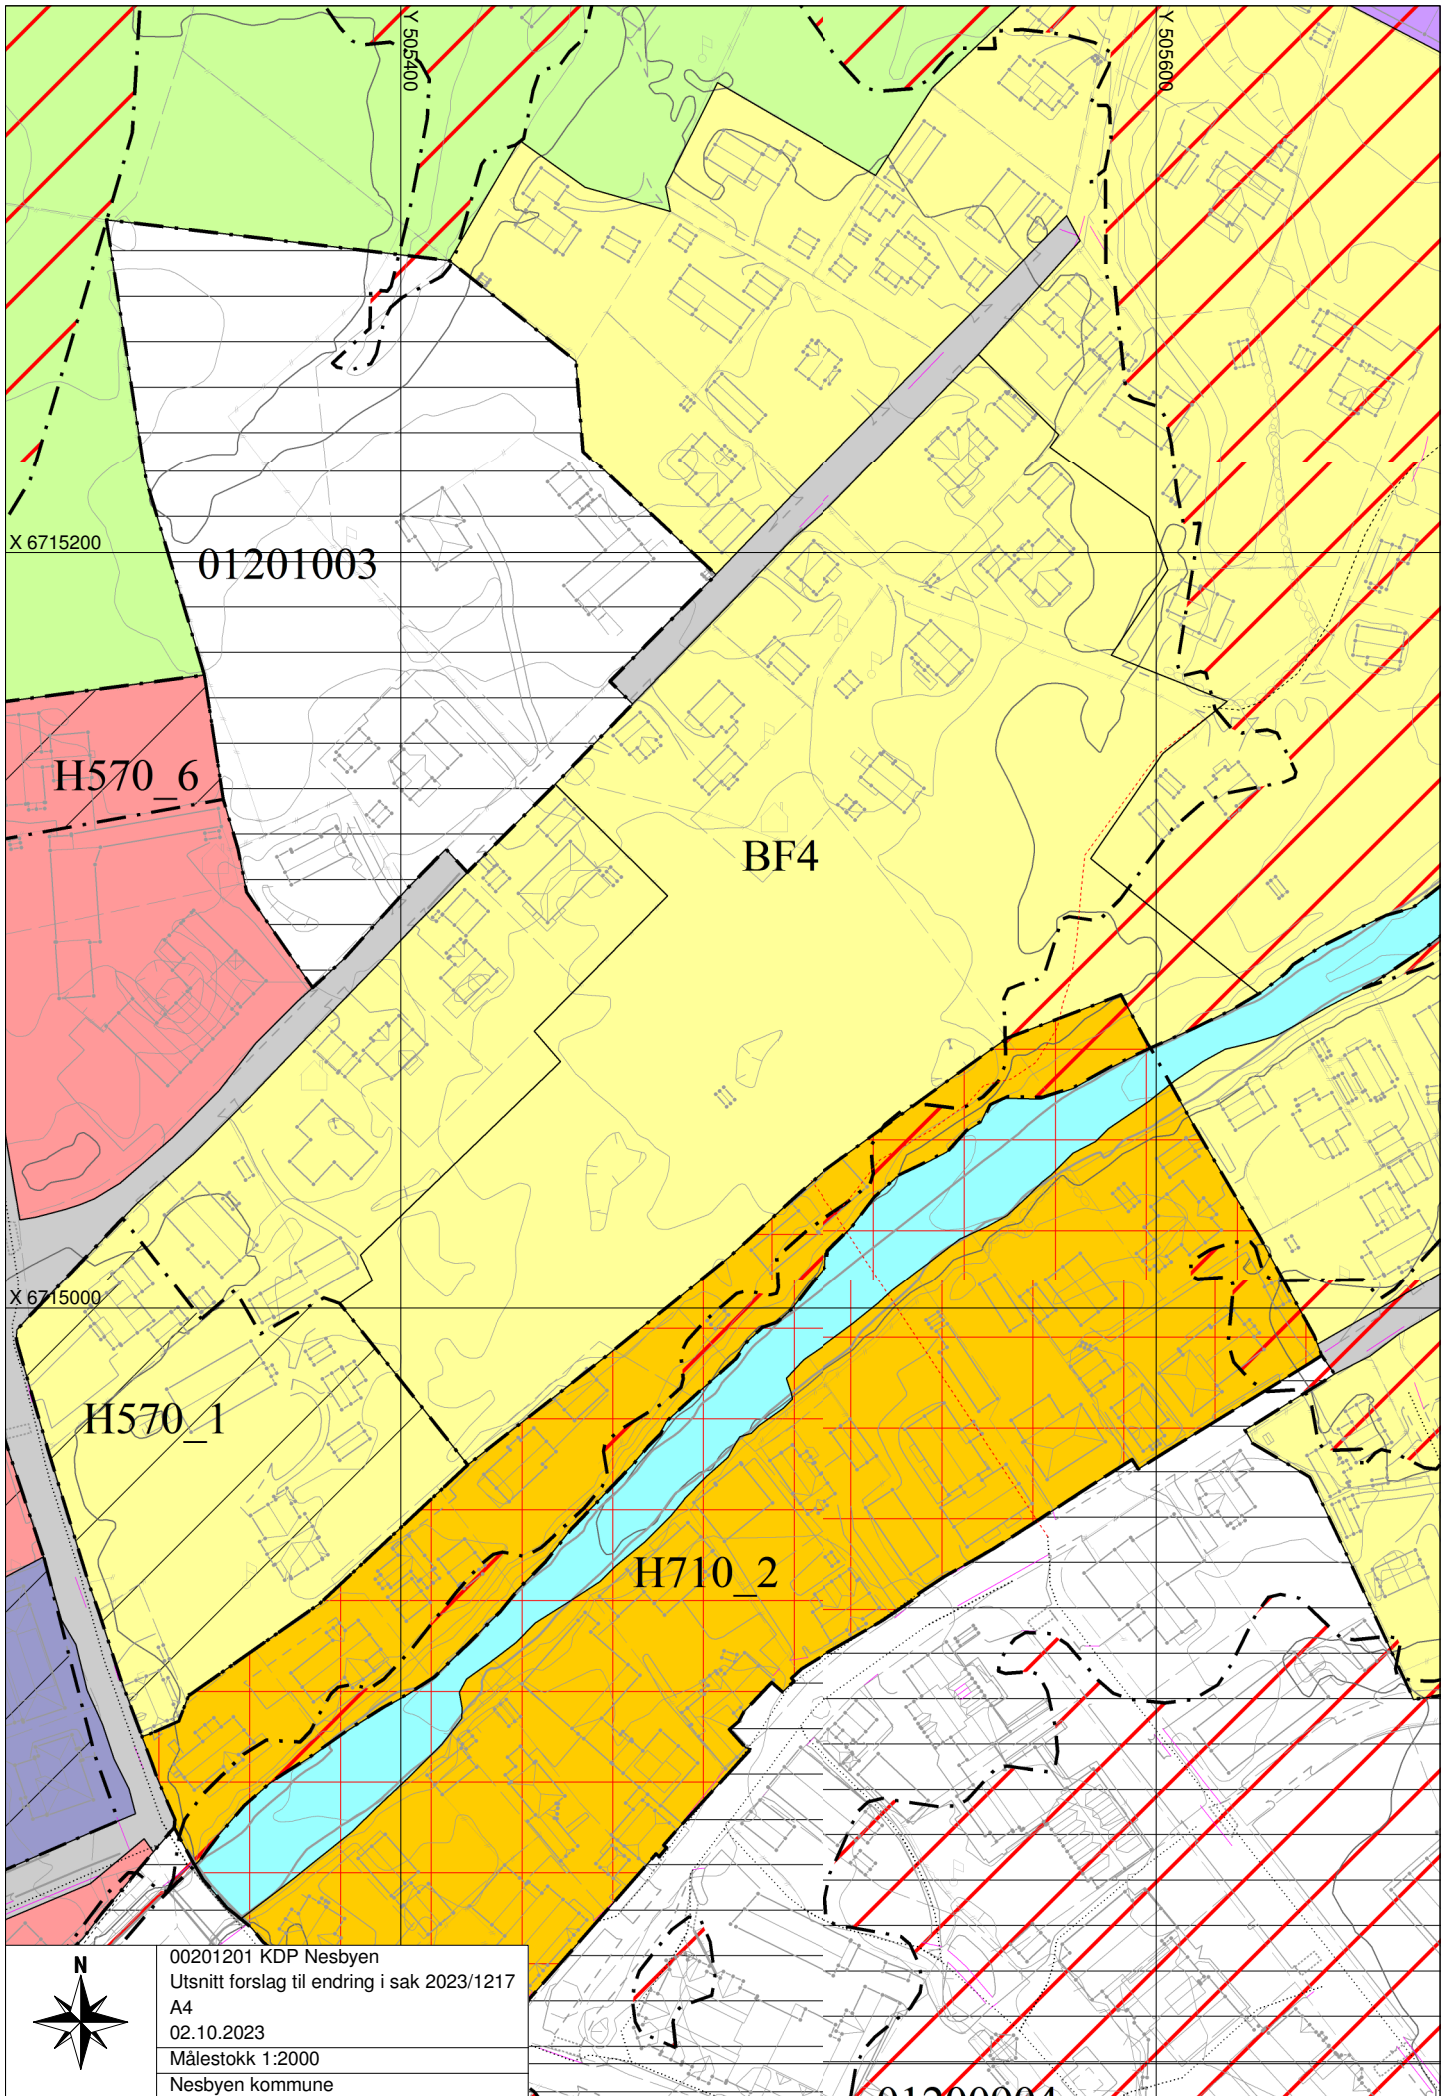 Y 505400
Y 505600
X 6715200
01201003
H570_6
BF4
X 6715000
H570_1
H710_2
N
00201201 KDP Nesbyen
Utsnitt forslag til endring i sak 2023/1217
A4
02.10.2023
Målestokk 1:2000
Nesbyen kommune